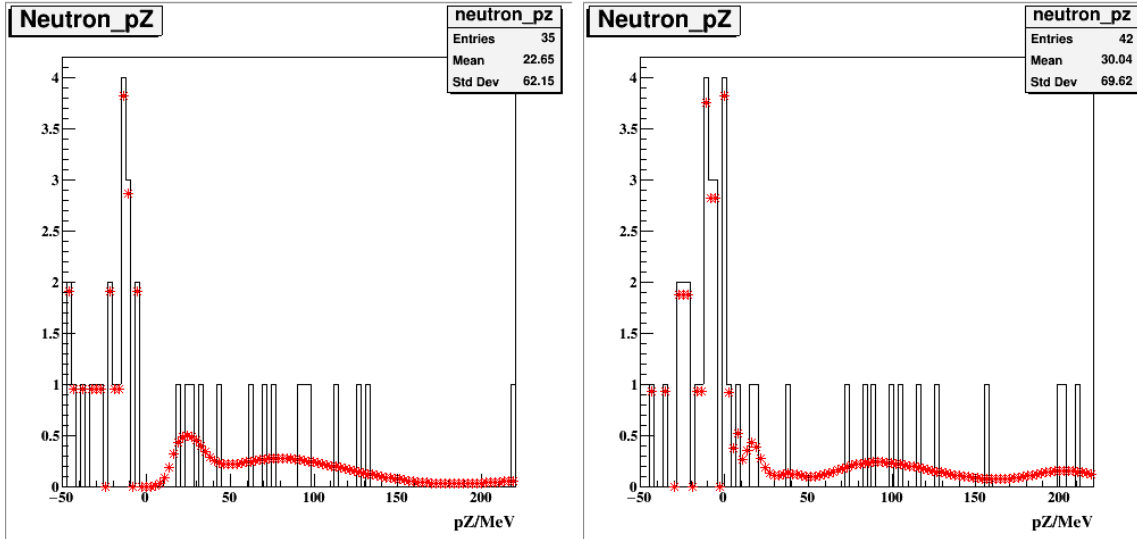 Neutron_pZ
neutron_pz
Entries 35
Mean 22.65
Std Dev 62.15
4
3.5
3
2.5
2
1.5
1
0.5
0
−50 0 50 100 150 200
pZ/MeV
Neutron_pZ
neutron_pz
Entries 42
Mean 30.04
Std Dev 69.62
4
3.5
3
2.5
2
1.5
1
0.5
0
−50 0 50 100 150 200
pZ/MeV